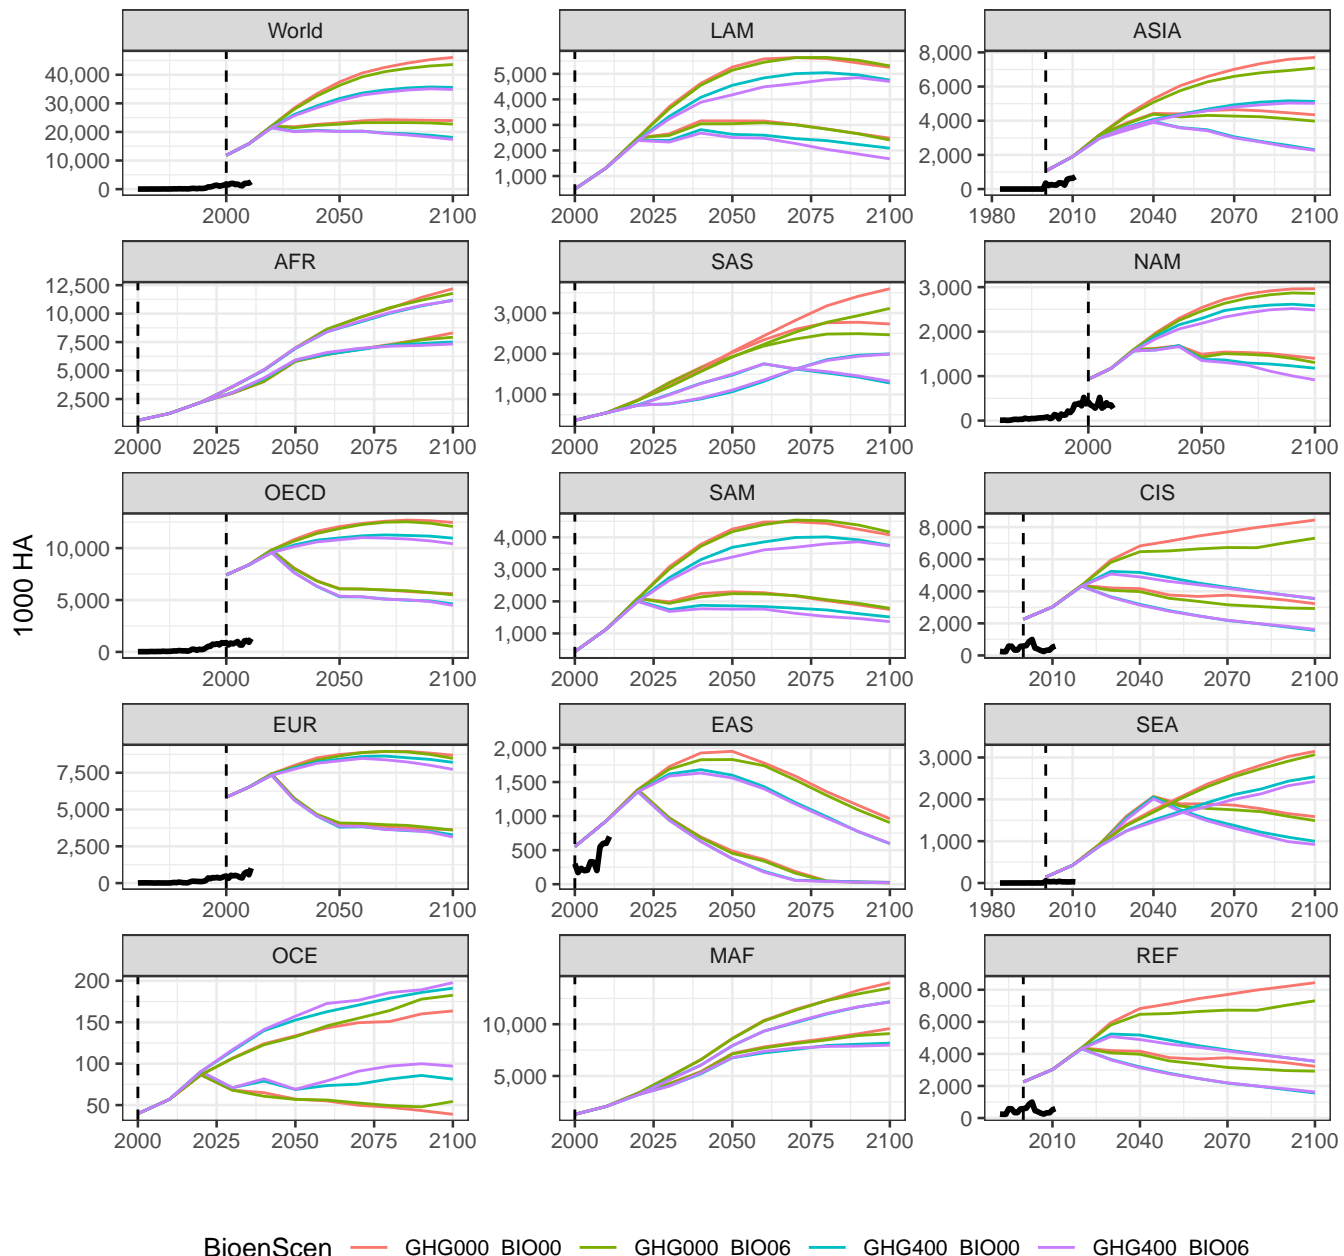 World LAM ASIA
40,000
30,000
20,000
10,000
0
2000 2050 2100
5,000
4,000
3,000
2,000
1,000
2000 2025 2050 2075 2100
8,000
6,000
4,000
2,000
0
1980 2010 2040 2070 2100
AFR SAS NAM
12,500
10,000
7,500
5,000
2,500
2000 2025 2050 2075 2100
3,000
2,000
1,000
2000 2025 2050 2075 2100
3,000
2,000
1,000
0
2000 2050 2100
OECD SAM CIS
10,000
5,000
0
2000 2050 2100
4,000
3,000
2,000
1,000
2000 2025 2050 2075 2100
8,000
6,000
4,000
2,000
0
2010 2040 2070 2100
1000 HA
EUR EAS SEA
7,500
5,000
2,500
0
2000 2050 2100
2,000
1,500
1,000
500
0
2000 2025 2050 2075 2100
3,000
2,000
1,000
0
1980 2010 2040 2070 2100
OCE MAF REF
200
150
100
50
2000 2025 2050 2075 2100
10,000
5,000
2000 2025 2050 2075 2100
8,000
6,000
4,000
2,000
0
2010 2040 2070 2100
BioenScen GHG000 BIO00 GHG000 BIO06 GHG400 BIO00 GHG400 BIO06